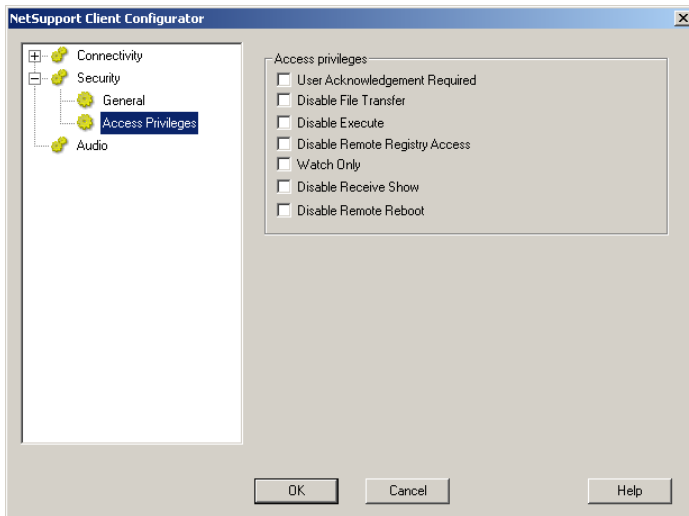 NetSupport Client Configurator
Connectivity
Security
General
Access Privileges
Audio
Access privileges
User Acknowledgement Required
Disable File Transfer
Disable Execute
Disable Remote Registry Access
Watch Only
Disable Receive Show
Disable Remote Reboot
OK
Cancel
Help